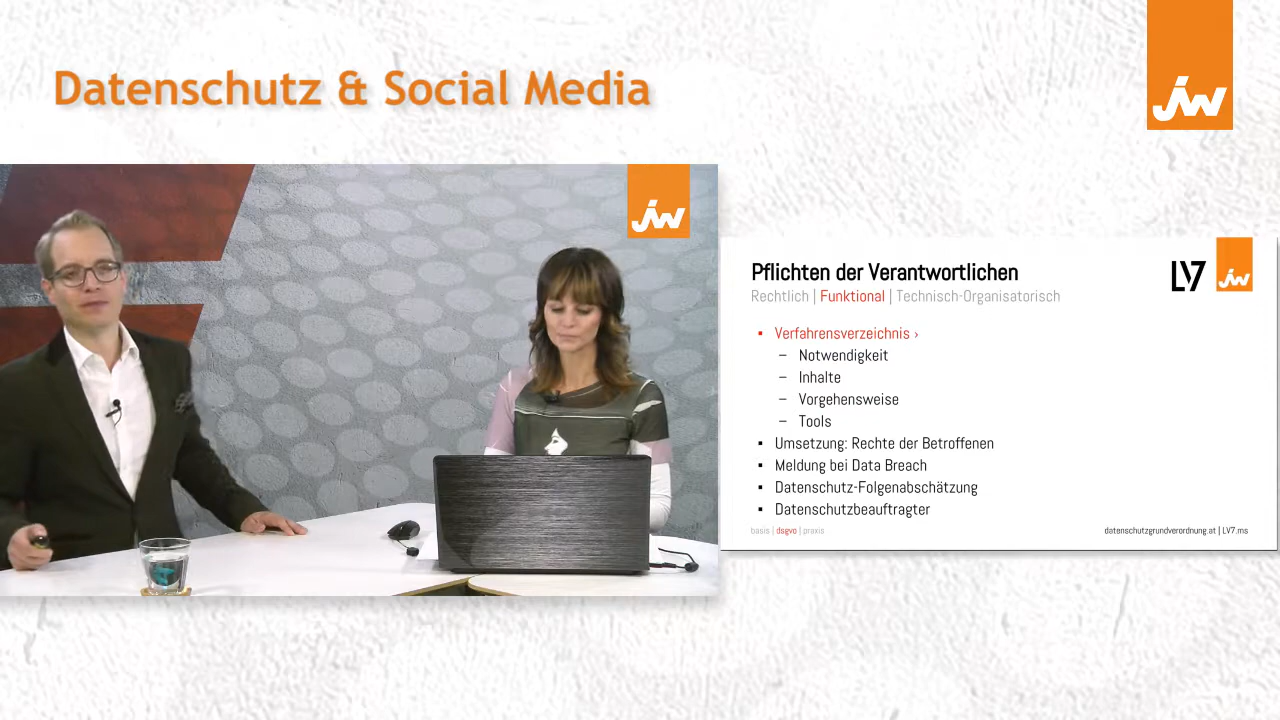 Datenschutz & Social Media
jw
jw
Pflichten der Verantwortlichen
LV7
jw
Rechtlich | Funktional | Technisch-Organisatorisch
▪ Verfahrensverzeichnis ›
– Notwendigkeit
– Inhalte
– Vorgehensweise
– Tools
▪ Umsetzung: Rechte der Betroffenen
▪ Meldung bei Data Breach
▪ Datenschutz-Folgenabschätzung
▪ Datenschutzbeauftragter
basis | dsgvo | praxis
datenschutzgrundverordnung.at | LV7.ms